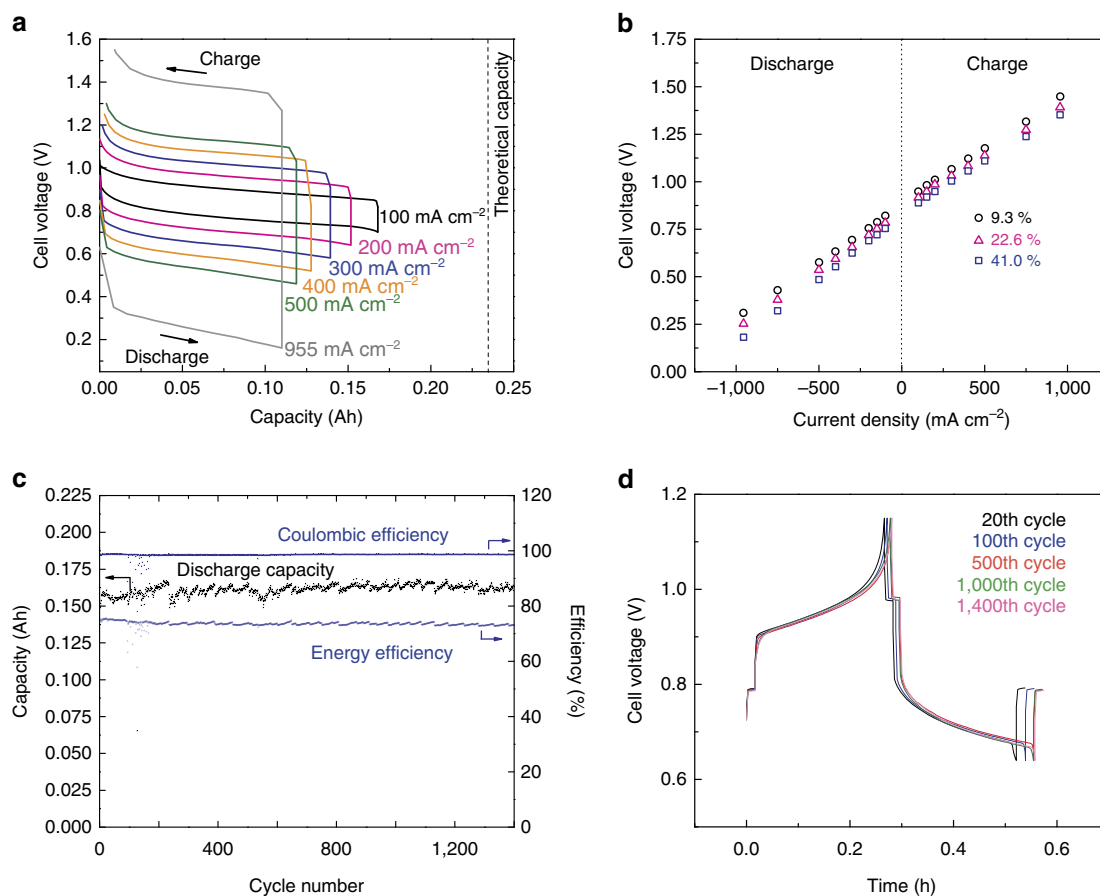 a
1.6
1.4
1.2
1.0
0.8
0.6
0.4
0.2
Cell voltage (V)
Charge
Discharge
Theoretical capacity
100 mA cm−2
200 mA cm−2
300 mA cm−2
400 mA cm−2
500 mA cm−2
955 mA cm−2
0.00 0.05 0.10 0.15 0.20 0.25
Capacity (Ah)
b
1.75
1.50
1.25
1.00
0.75
0.50
0.25
0.00
Cell voltage (V)
Discharge Charge
9.3 %
22.6 %
41.0 %
−1,000 −500 0 500 1,000
Current density (mA cm−2)
c
0.225
0.200
0.175
0.150
0.125
0.100
0.075
0.050
0.025
0.000
Capacity (Ah)
Coulombic efficiency
Discharge capacity
Energy efficiency
120
100
80
60
40
20
0
Efficiency (%)
0 400 800 1,200
Cycle number
d
1.2
1.0
0.8
0.6
Cell voltage (V)
20th cycle
100th cycle
500th cycle
1,000th cycle
1,400th cycle
0.0 0.2 0.4 0.6
Time (h)